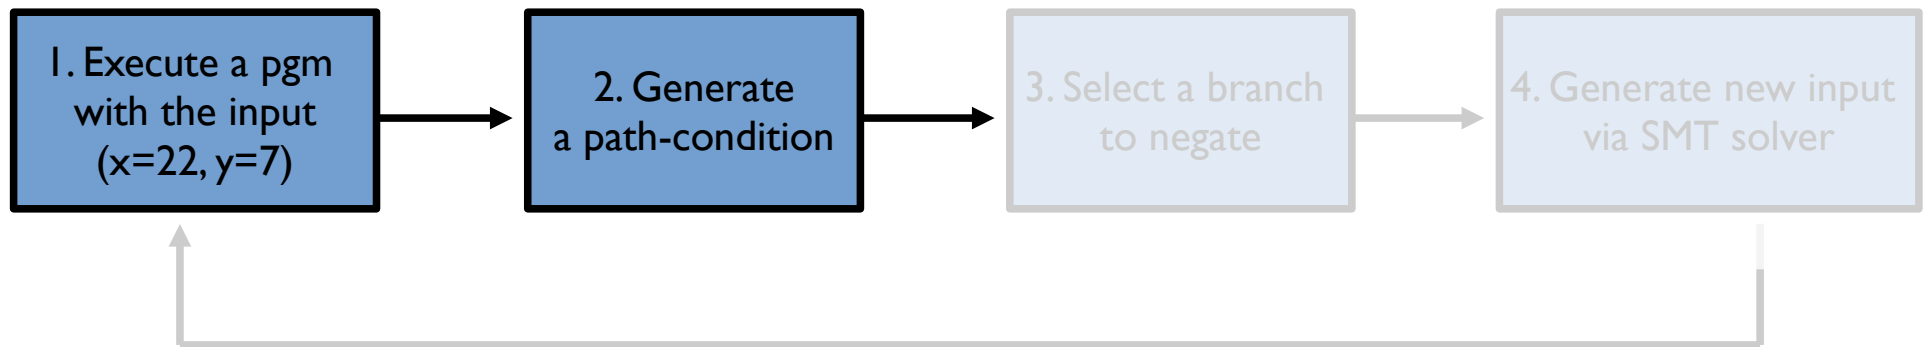 1. Execute a pgm
with the input
(x=22, y=7)
2. Generate
a path-condition
3. Select a branch
to negate
4. Generate new input
via SMT solver